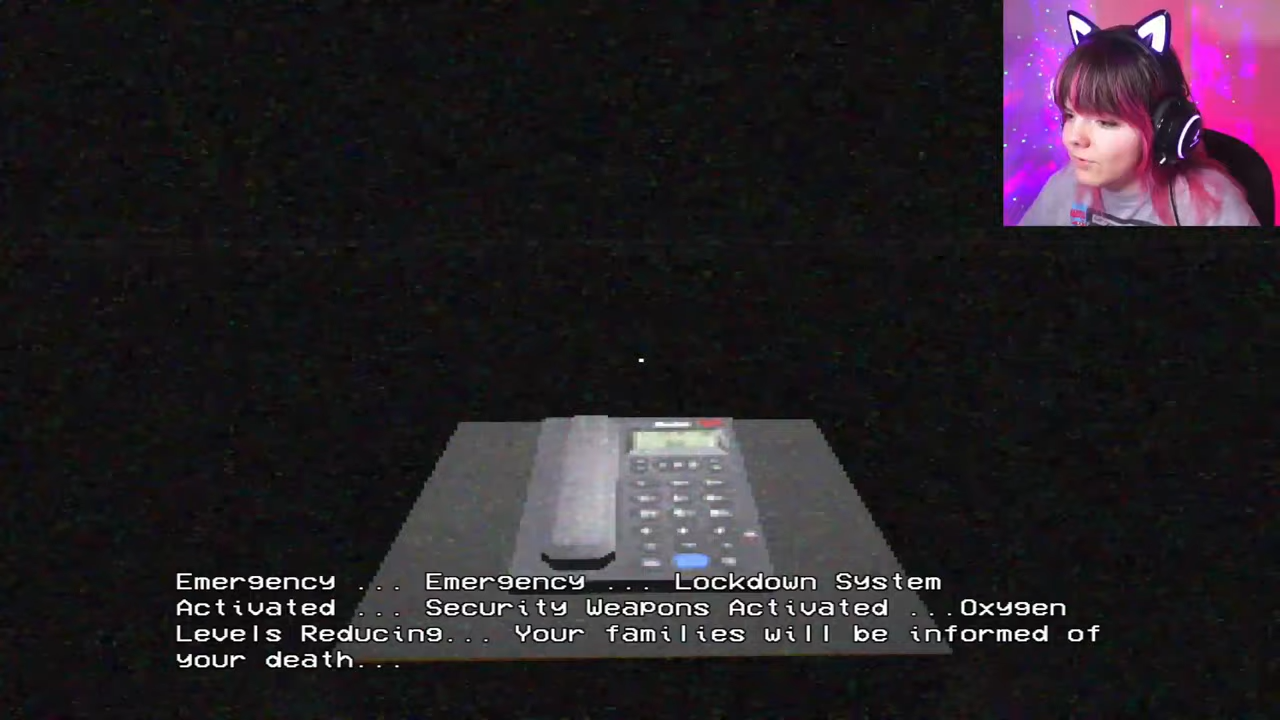 Emergency ... Emergency ... Lockdown System
Activated ... Security Weapons Activated ...Oxygen
Levels Reducing... Your families will be informed of
your death...